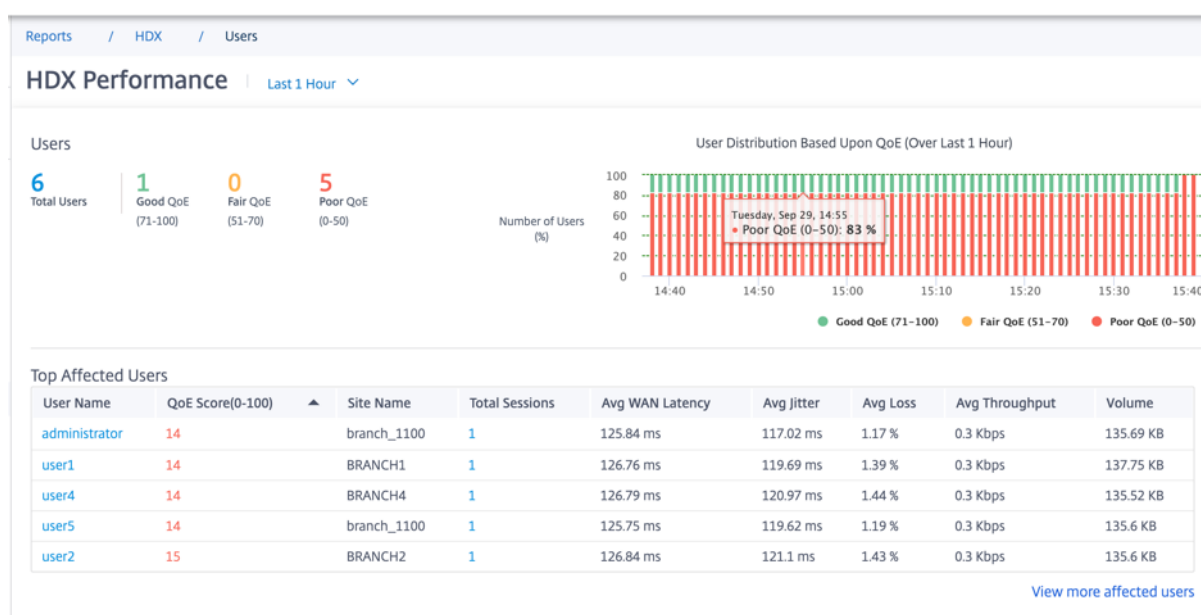 Reports / HDX / Users
HDX Performance Last 1 Hour
Users
6 1 0 5
Total Users Good QoE Fair QoE Poor QoE
(71-100) (51-70) (0-50)
User Distribution Based Upon QoE (Over Last 1 Hour)
Number of Users
(%)
100
80
60
40
20
0
Tuesday, Sep 29, 14:55
Poor QoE (0-50): 83 %
14:40 14:50 15:00 15:10 15:20 15:30 15:40
Good QoE (71-100) Fair QoE (51-70) Poor QoE (0-50)
Top Affected Users
User Name QoE Score(0-100) Site Name Total Sessions Avg WAN Latency Avg Jitter Avg Loss Avg Throughput Volume
administrator 14 branch_1100 1 125.84 ms 117.02 ms 1.17 % 0.3 Kbps 135.69 KB
user1 14 BRANCH1 1 126.76 ms 119.69 ms 1.39 % 0.3 Kbps 137.75 KB
user4 14 BRANCH4 1 126.79 ms 120.97 ms 1.44 % 0.3 Kbps 135.52 KB
user5 14 branch_1100 1 125.75 ms 119.62 ms 1.19 % 0.3 Kbps 135.6 KB
user2 15 BRANCH2 1 126.84 ms 121.1 ms 1.43 % 0.3 Kbps 135.6 KB
View more affected users